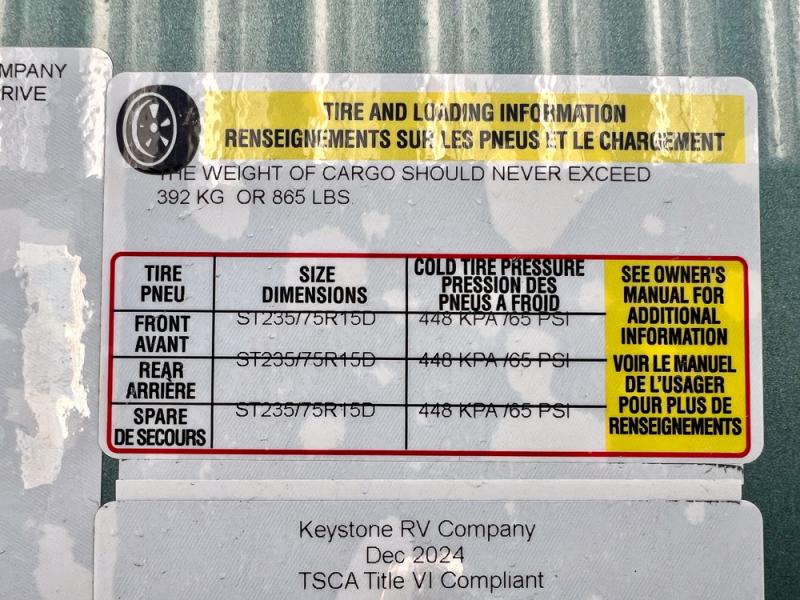 MPANY
RIVE
TIRE AND LOADING INFORMATION
RENSEIGNEMENTS SUR LES PNEUS ET LE CHARGEMENT
THE WEIGHT OF CARGO SHOULD NEVER EXCEED
392 KG OR 865 LBS
TIRE
PNEU
SIZE
DIMENSIONS
COLD TIRE PRESSURE
PRESSION DES
PNEUS A FROID
FRONT
AVANT
ST235/75R15D
448 KPA /65 PSI
REAR
ARRIÈRE
ST235/75R15D
448 KPA /65 PSI
SPARE
DE SECOURS
ST235/75R15D
448 KPA /65 PSI
SEE OWNER'S
MANUAL FOR
ADDITIONAL
INFORMATION
VOIR LE MANUEL
DE L'USAGER
POUR PLUS DE
RENSEIGNEMENTS
Keystone RV Company
Dec 2024
TSCA Title VI Compliant